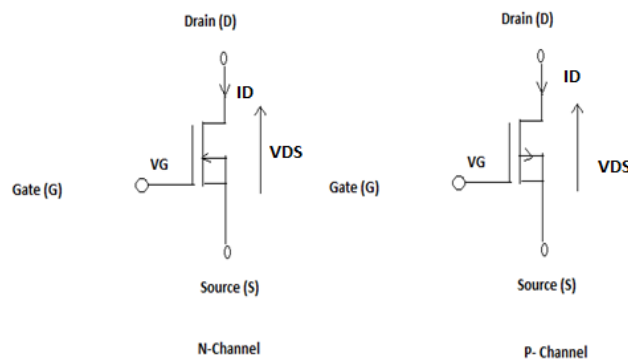 Drain (D)
ID
VDS
VG
Gate (G)
Source (S)
N-Channel
Drain (D)
ID
VDS
VG
Gate (G)
Source (S)
P- Channel